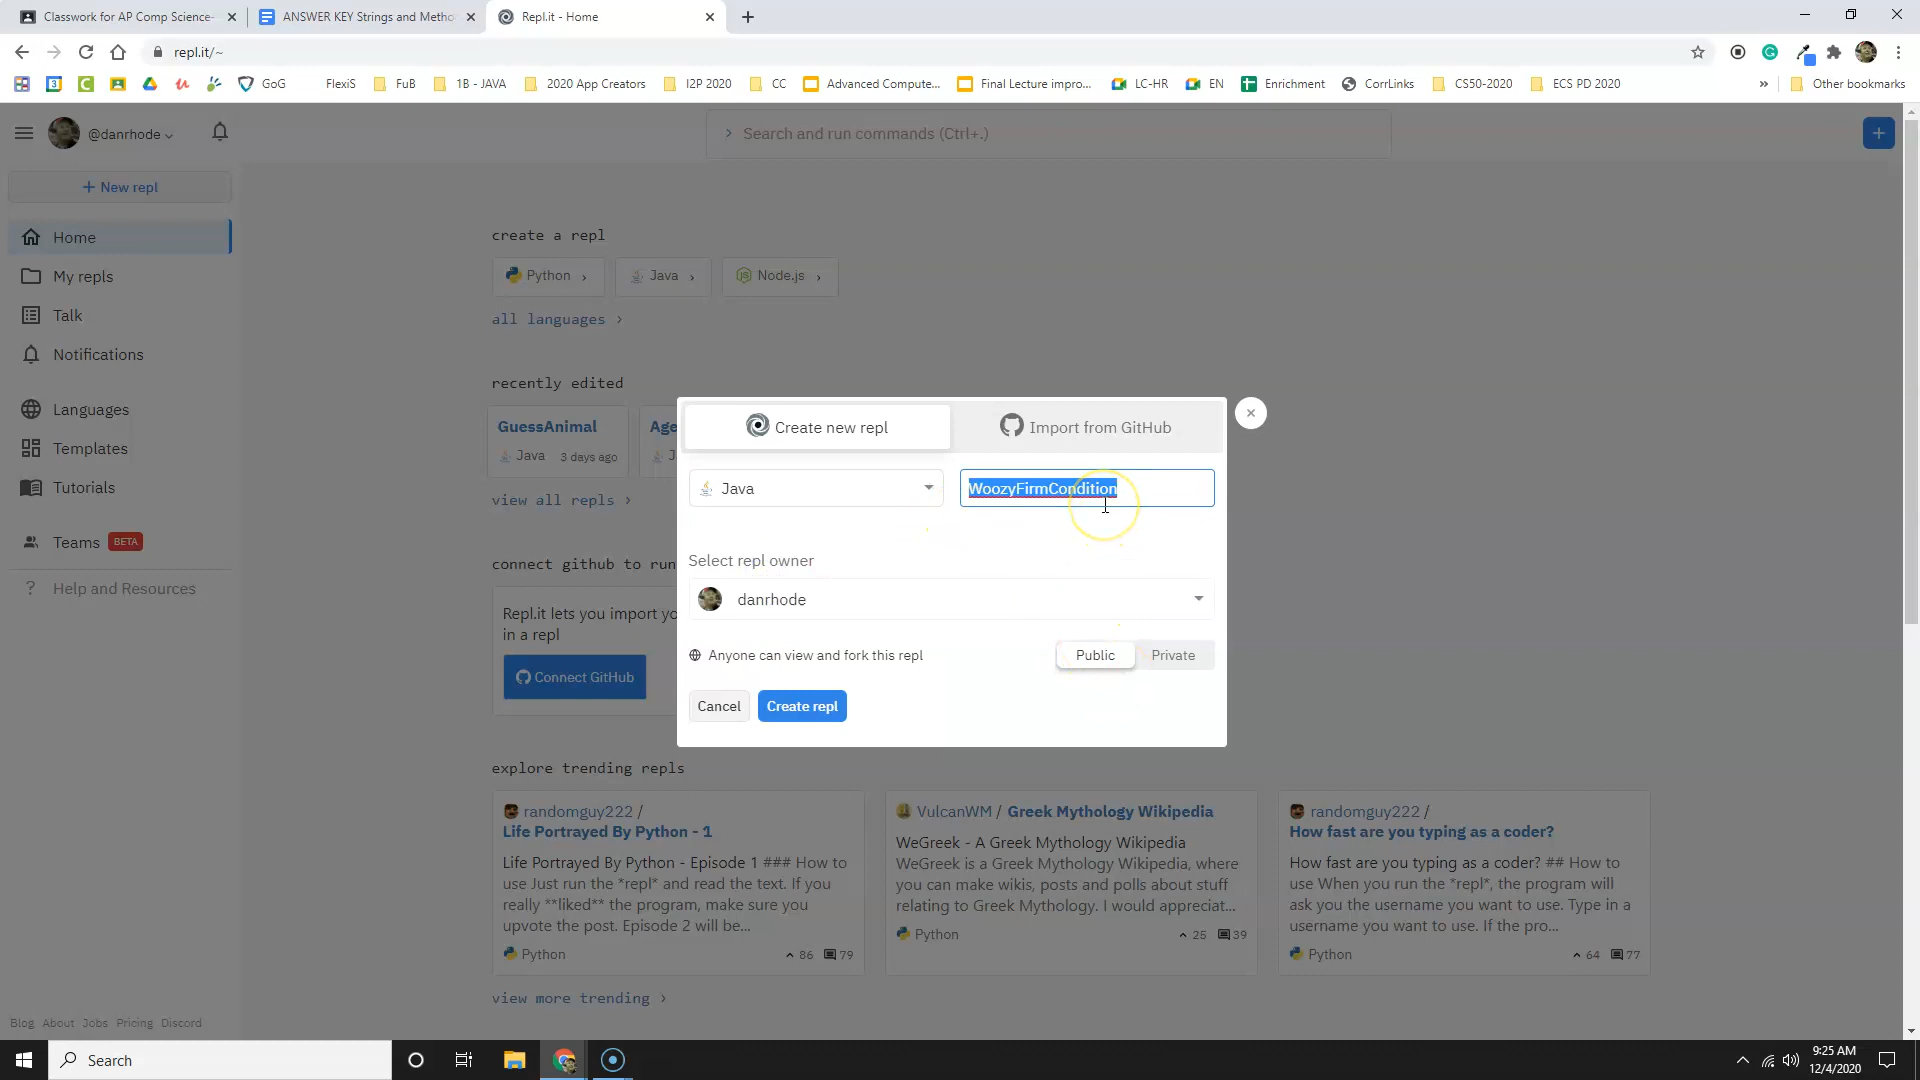 Classwork for AP Comp Science-
ANSWER KEY Strings and Metho
Repl.it - Home
repl.it/~
GoG
FlexiS
FuB
1B - JAVA
2020 App Creators
I2P 2020
CC
Advanced Compute...
Final Lecture impro...
LC-HR
EN
Enrichment
CorrLinks
CS50-2020
ECS PD 2020
»
Other bookmarks
@danrhode
Search and run commands (Ctrl+.)
+ New repl
Home
My repls
Talk
Notifications
Languages
Templates
Tutorials
Teams BETA
? Help and Resources
Blog About Jobs Pricing Discord
create a repl
Python
Java
Node.js
all languages
recently edited
GuessAnimal
Java 3 days ago
Age
J
view all repls
connect github to run
Repl.it lets you import yo
in a repl
Connect GitHub
Create new repl
Import from GitHub
Java
WoozyFirmCondition
Select repl owner
danrhode
Anyone can view and fork this repl
Public
Private
Cancel
Create repl
explore trending repls
randomguy222 /
Life Portrayed By Python - 1
Life Portrayed By Python - Episode 1 ### How to
use Just run the *repl* and read the text. If you
really **liked** the program, make sure you
upvote the post. Episode 2 will be...
Python
86
79
VulcanWM / Greek Mythology Wikipedia
WeGreek - A Greek Mythology Wikipedia
WeGreek is a Greek Mythology Wikipedia, where
you can make wikis, posts and polls about stuff
relating to Greek Mythology. I would appreciat...
Python
25
39
randomguy222 /
How fast are you typing as a coder?
How fast are you typing as a coder? ## How to
use When you run the *repl*, the program will
ask you the username you want to use. Type in a
username you want to use. If the pro...
Python
64
77
view more trending
Search
9:25 AM
12/4/2020